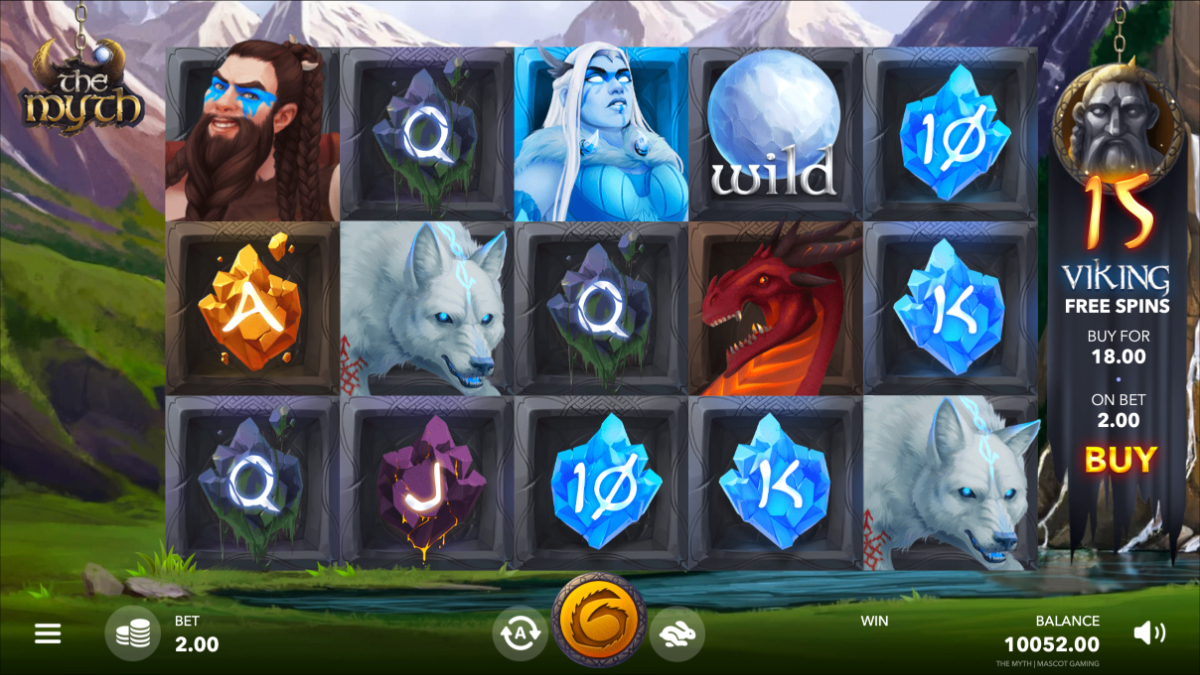 the
myth
Q
wild
10
A
Q
K
Q
J
10
K
15
VIKING
FREE SPINS
BUY FOR
18.00
ON BET
2.00
BUY
BET
2.00
A
WIN
BALANCE
10052.00
THE MYTH | MASCOT GAMING